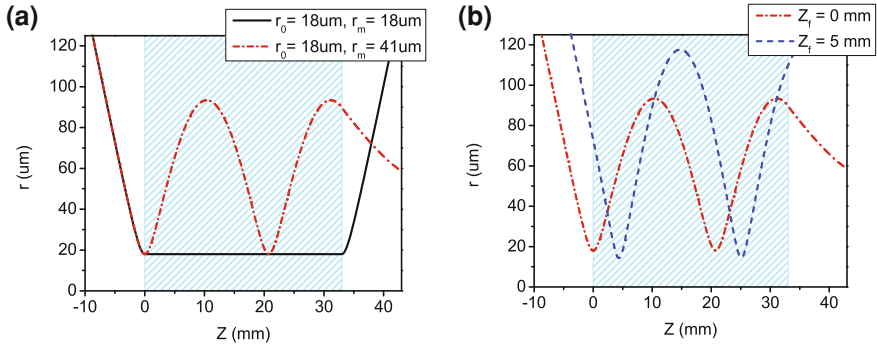 (a)
r0= 18um, rm= 18um
r0= 18um, rm= 41um
120
100
80
60
40
20
0
r (um)
-10 0 10 20 30 40
Z (mm)
(b)
Zf = 0 mm
Zf = 5 mm
120
100
80
60
40
20
0
r (um)
-10 0 10 20 30 40
Z (mm)